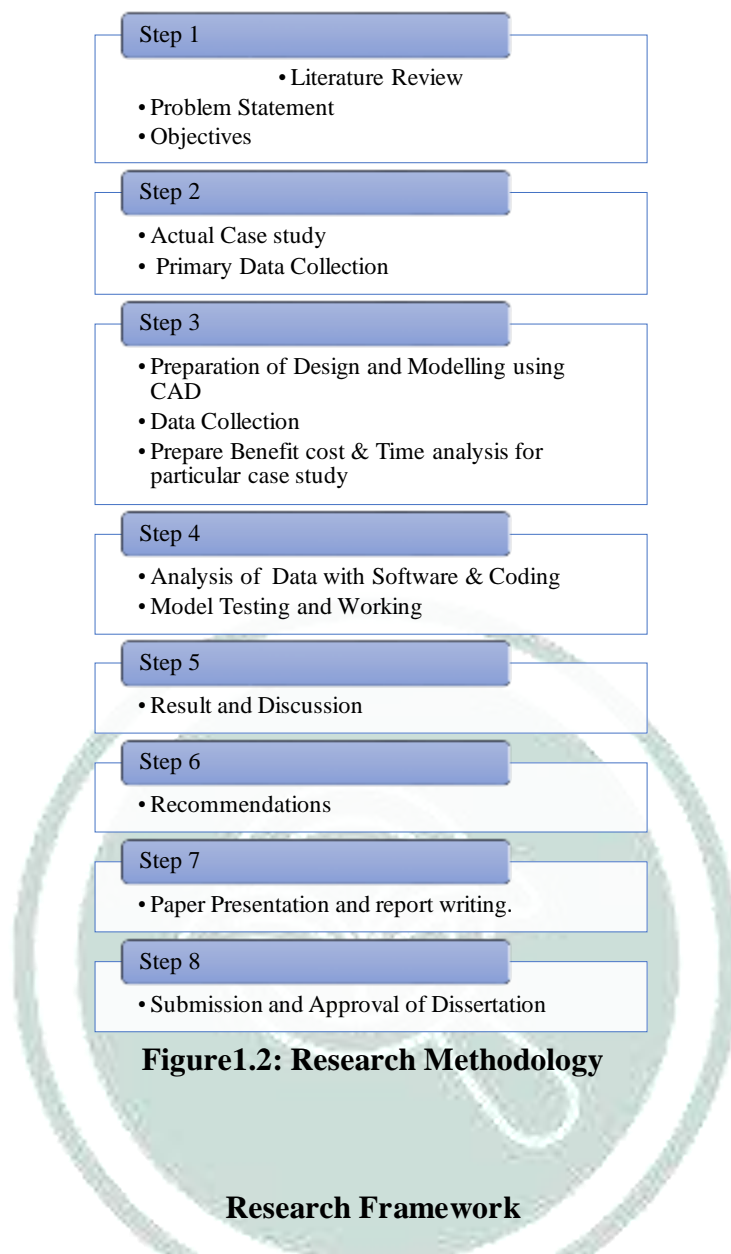 Step 1
• Literature Review
• Problem Statement
• Objectives
Step 2
• Actual Case study
• Primary Data Collection
Step 3
• Preparation of Design and Modelling using
CAD
• Data Collection
• Prepare Benefit cost & Time analysis for
particular case study
Step 4
• Analysis of Data with Software & Coding
• Model Testing and Working
Step 5
• Result and Discussion
Step 6
• Recommendations
Step 7
• Paper Presentation and report writing.
Step 8
• Submission and Approval of Dissertation
Figure1.2: Research Methodology
Research Framework